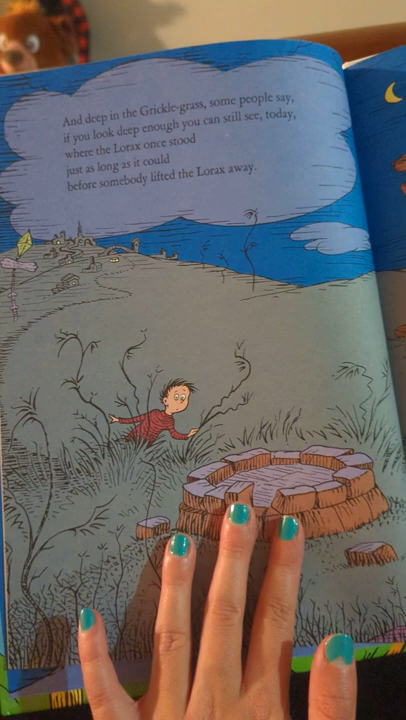 And deep in the Grickle-grass, some people say,
if you look deep enough you can still see, today,
where the Lorax once stood
just as long as it could
before somebody lifted the Lorax away.